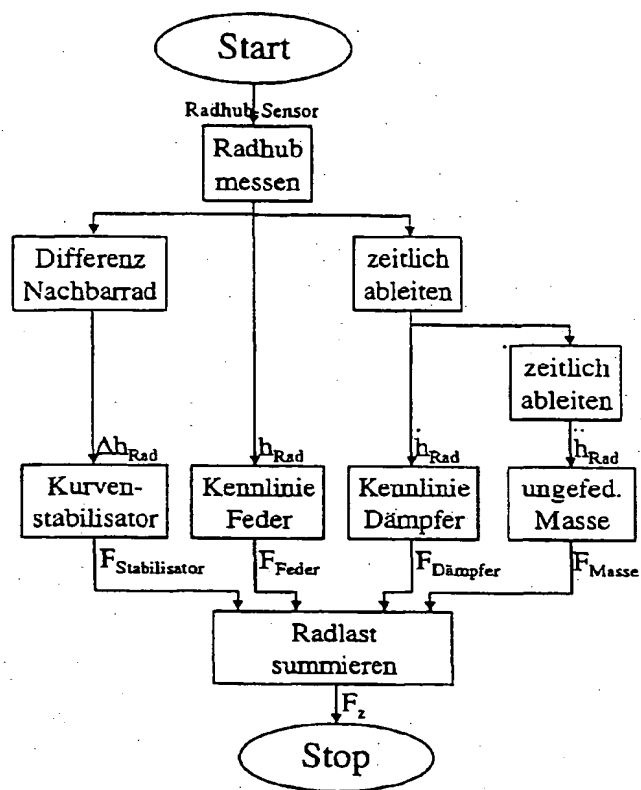 Start
Radhub-Sensor
Radhub
messen
Differenz
Nachbarrad
zeitlich
ableiten
zeitlich
ableiten
Δh_Rad
h_Rad
ḣ_Rad
ḧ_Rad
Kurven-
stabilisator
Kennlinie
Feder
Kennlinie
Dämpfer
ungefed.
Masse
F_Stabilisator
F_Feder
F_Dämpfer
F_Masse
Radlast
summieren
F_z
Stop